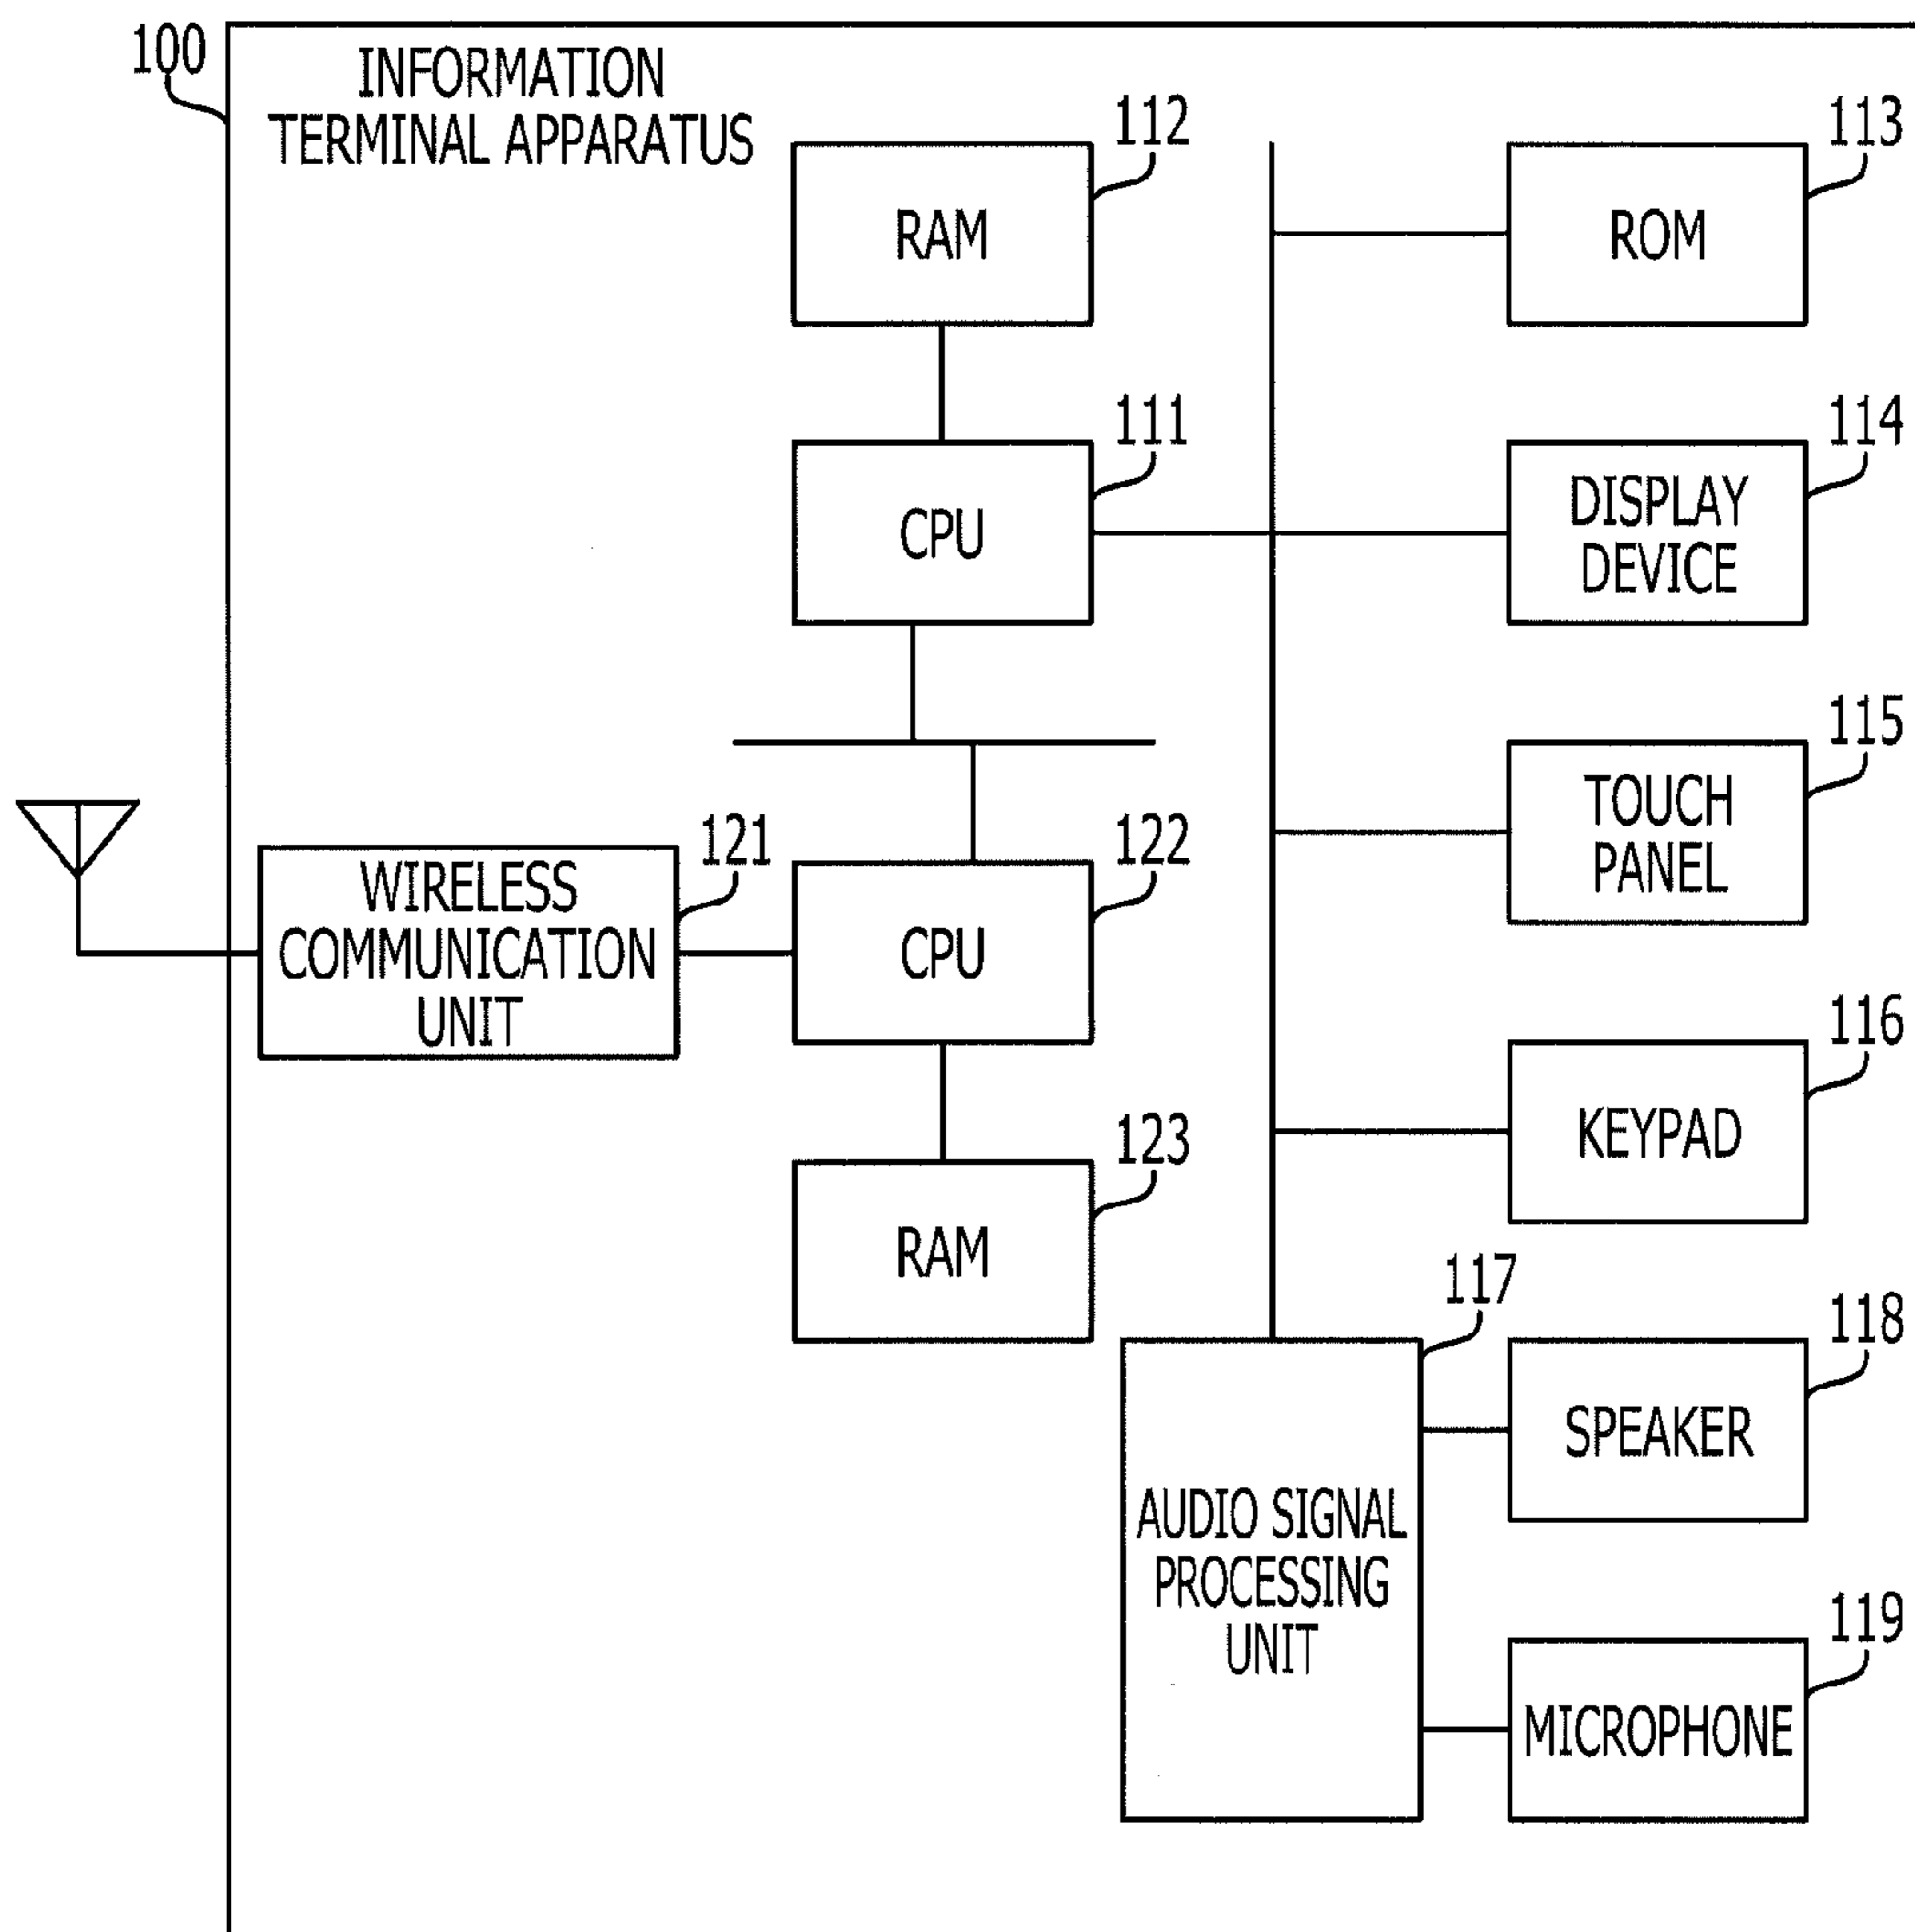 100
INFORMATION
TERMINAL APPARATUS
112
RAM
113
ROM
111
CPU
114
DISPLAY
DEVICE
115
TOUCH
PANEL
121
WIRELESS
COMMUNICATION
UNIT
122
CPU
116
KEYPAD
123
RAM
117
AUDIO SIGNAL
PROCESSING
UNIT
118
SPEAKER
119
MICROPHONE